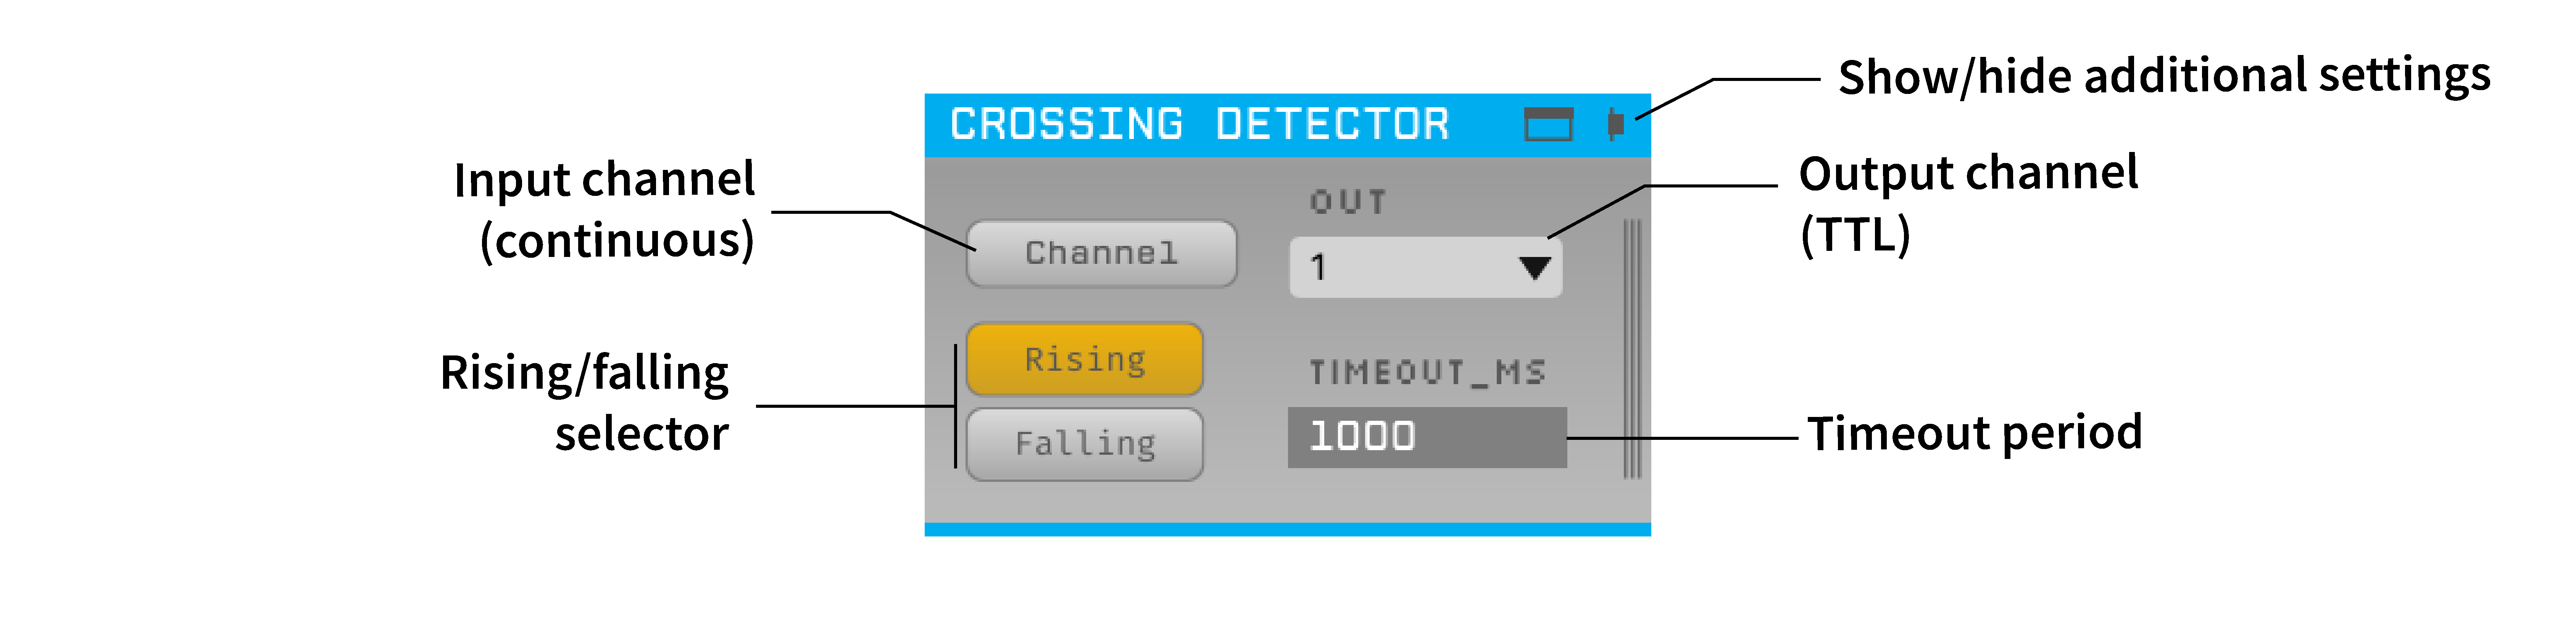 Show/hide additional settings
CROSSING DETECTOR
Input channel
(continuous)
Output channel
(TTL)
OUT
Channel
1
Rising/falling
selector
Rising
TIMEOUT_MS
Falling
1000
Timeout period